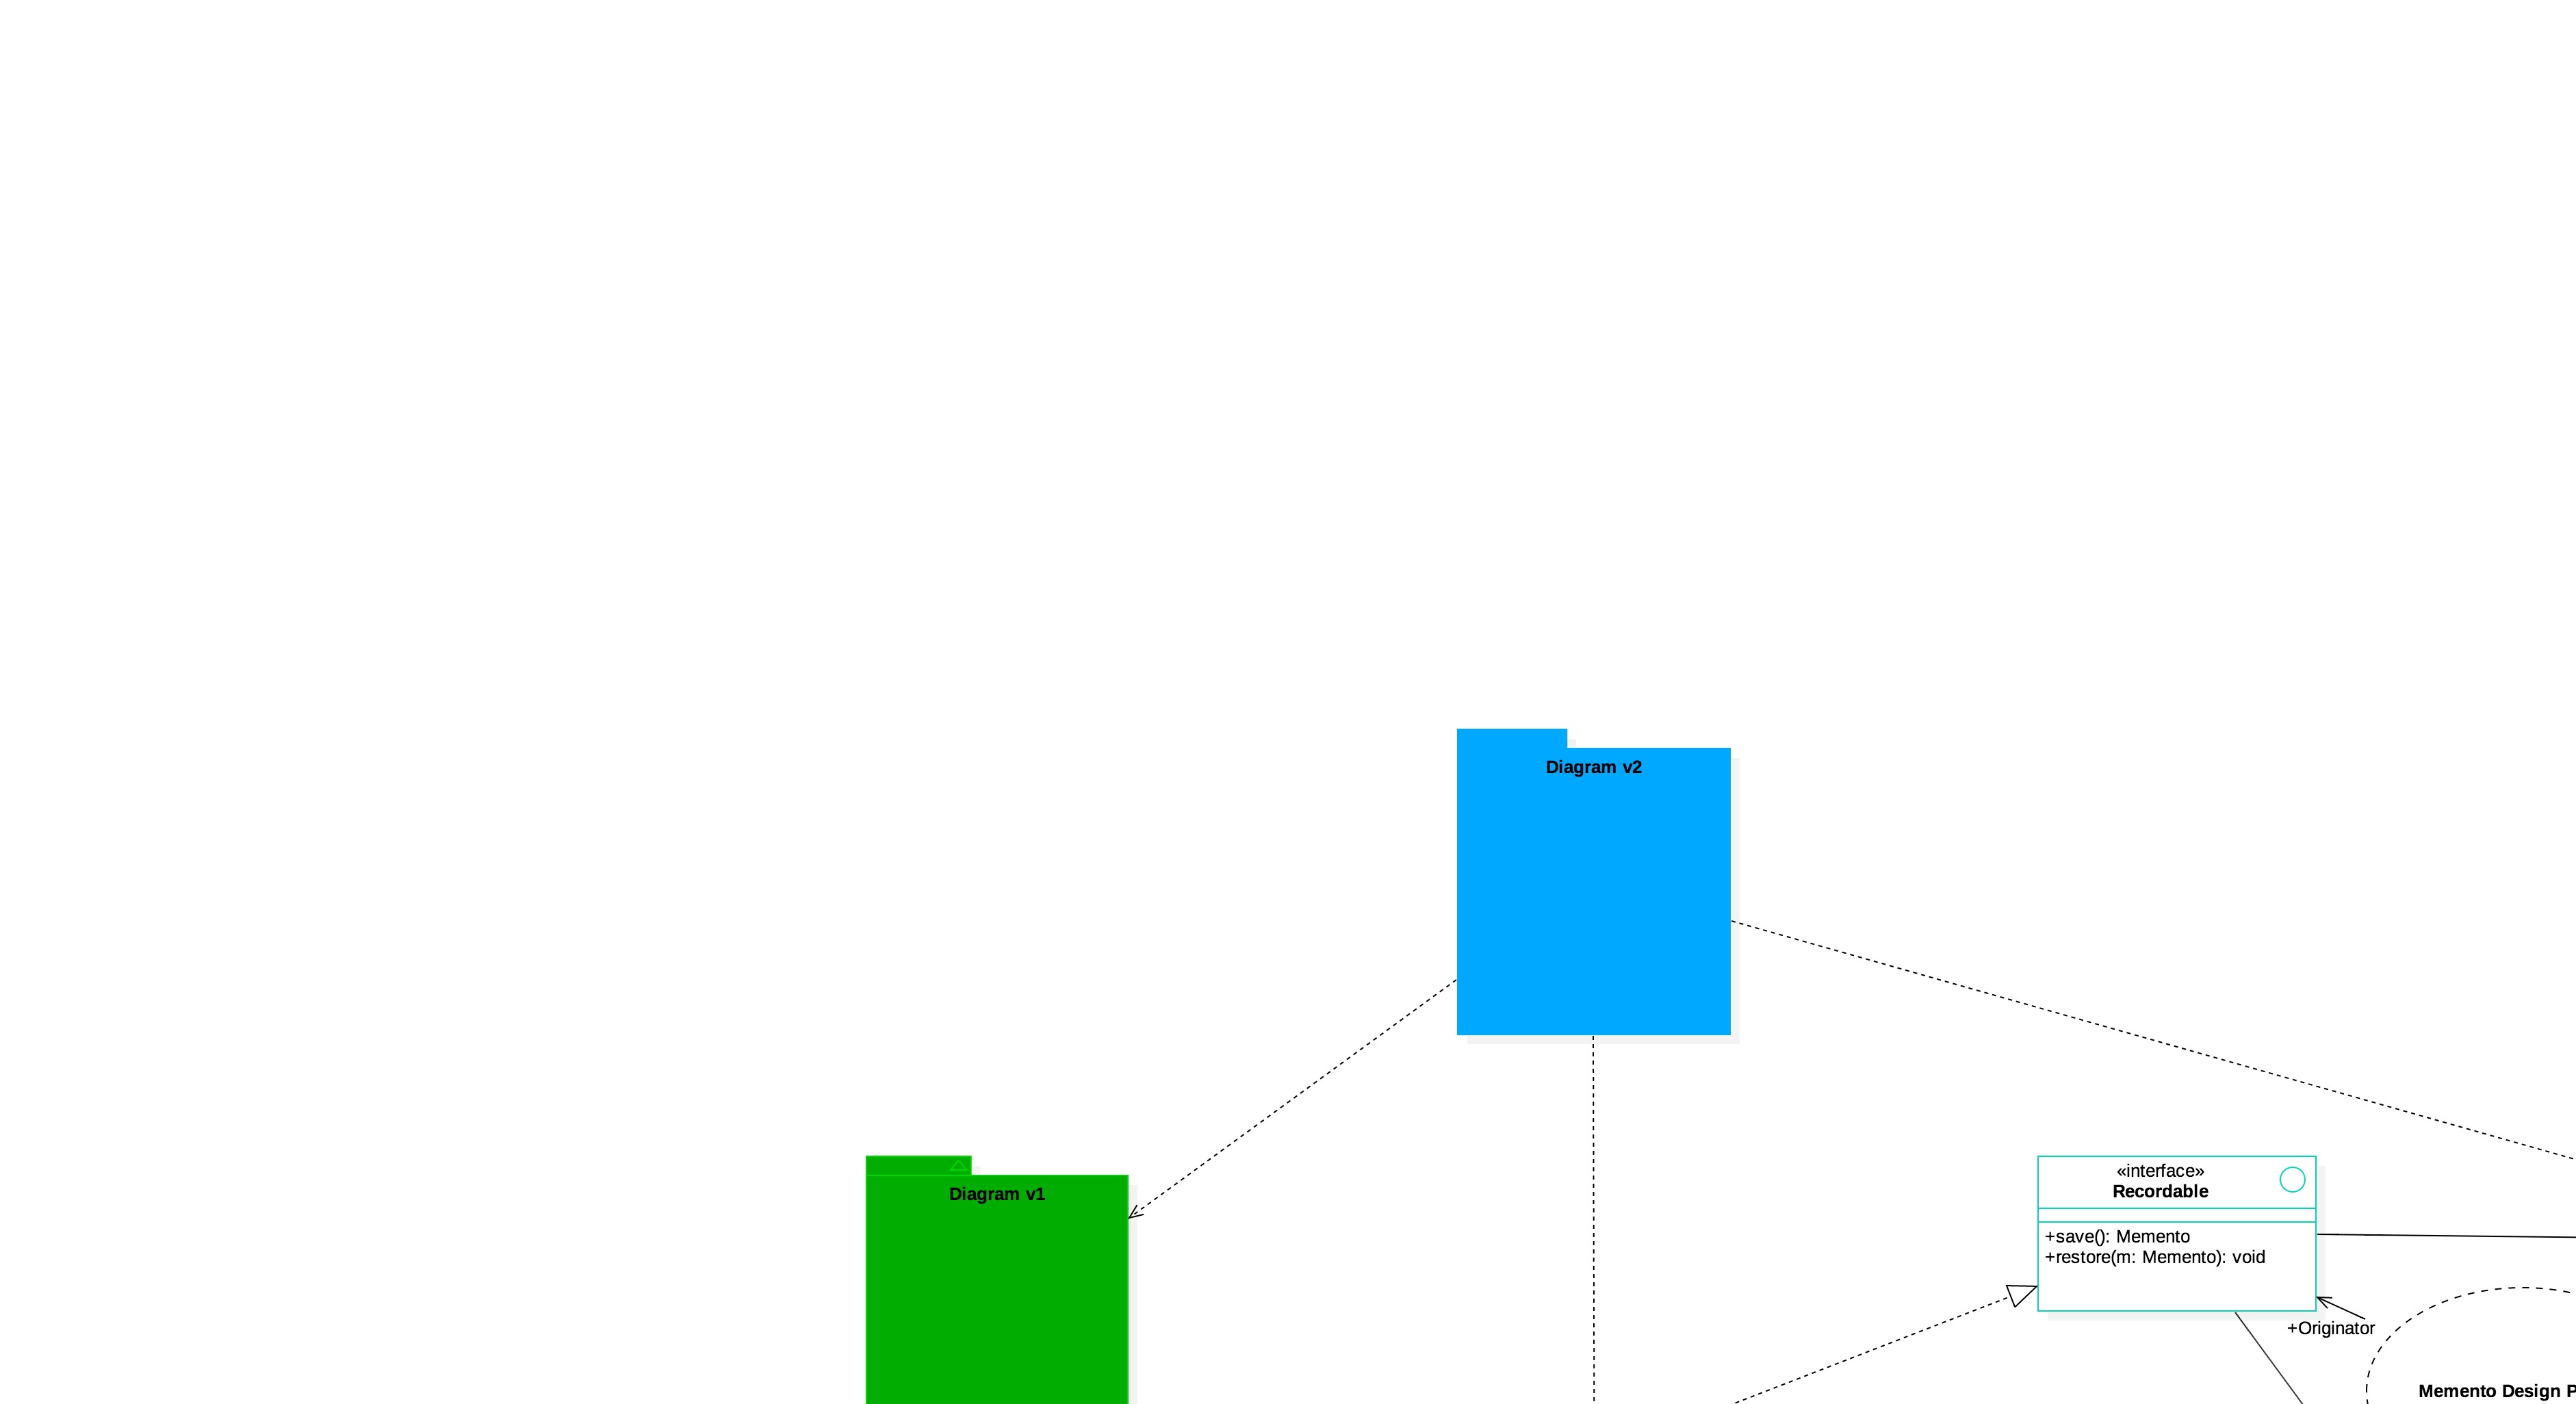 Diagram v2
Diagram v1
«interface»
Recordable
+save(): Memento
+restore(m: Memento): void
+Originator
Memento Design P